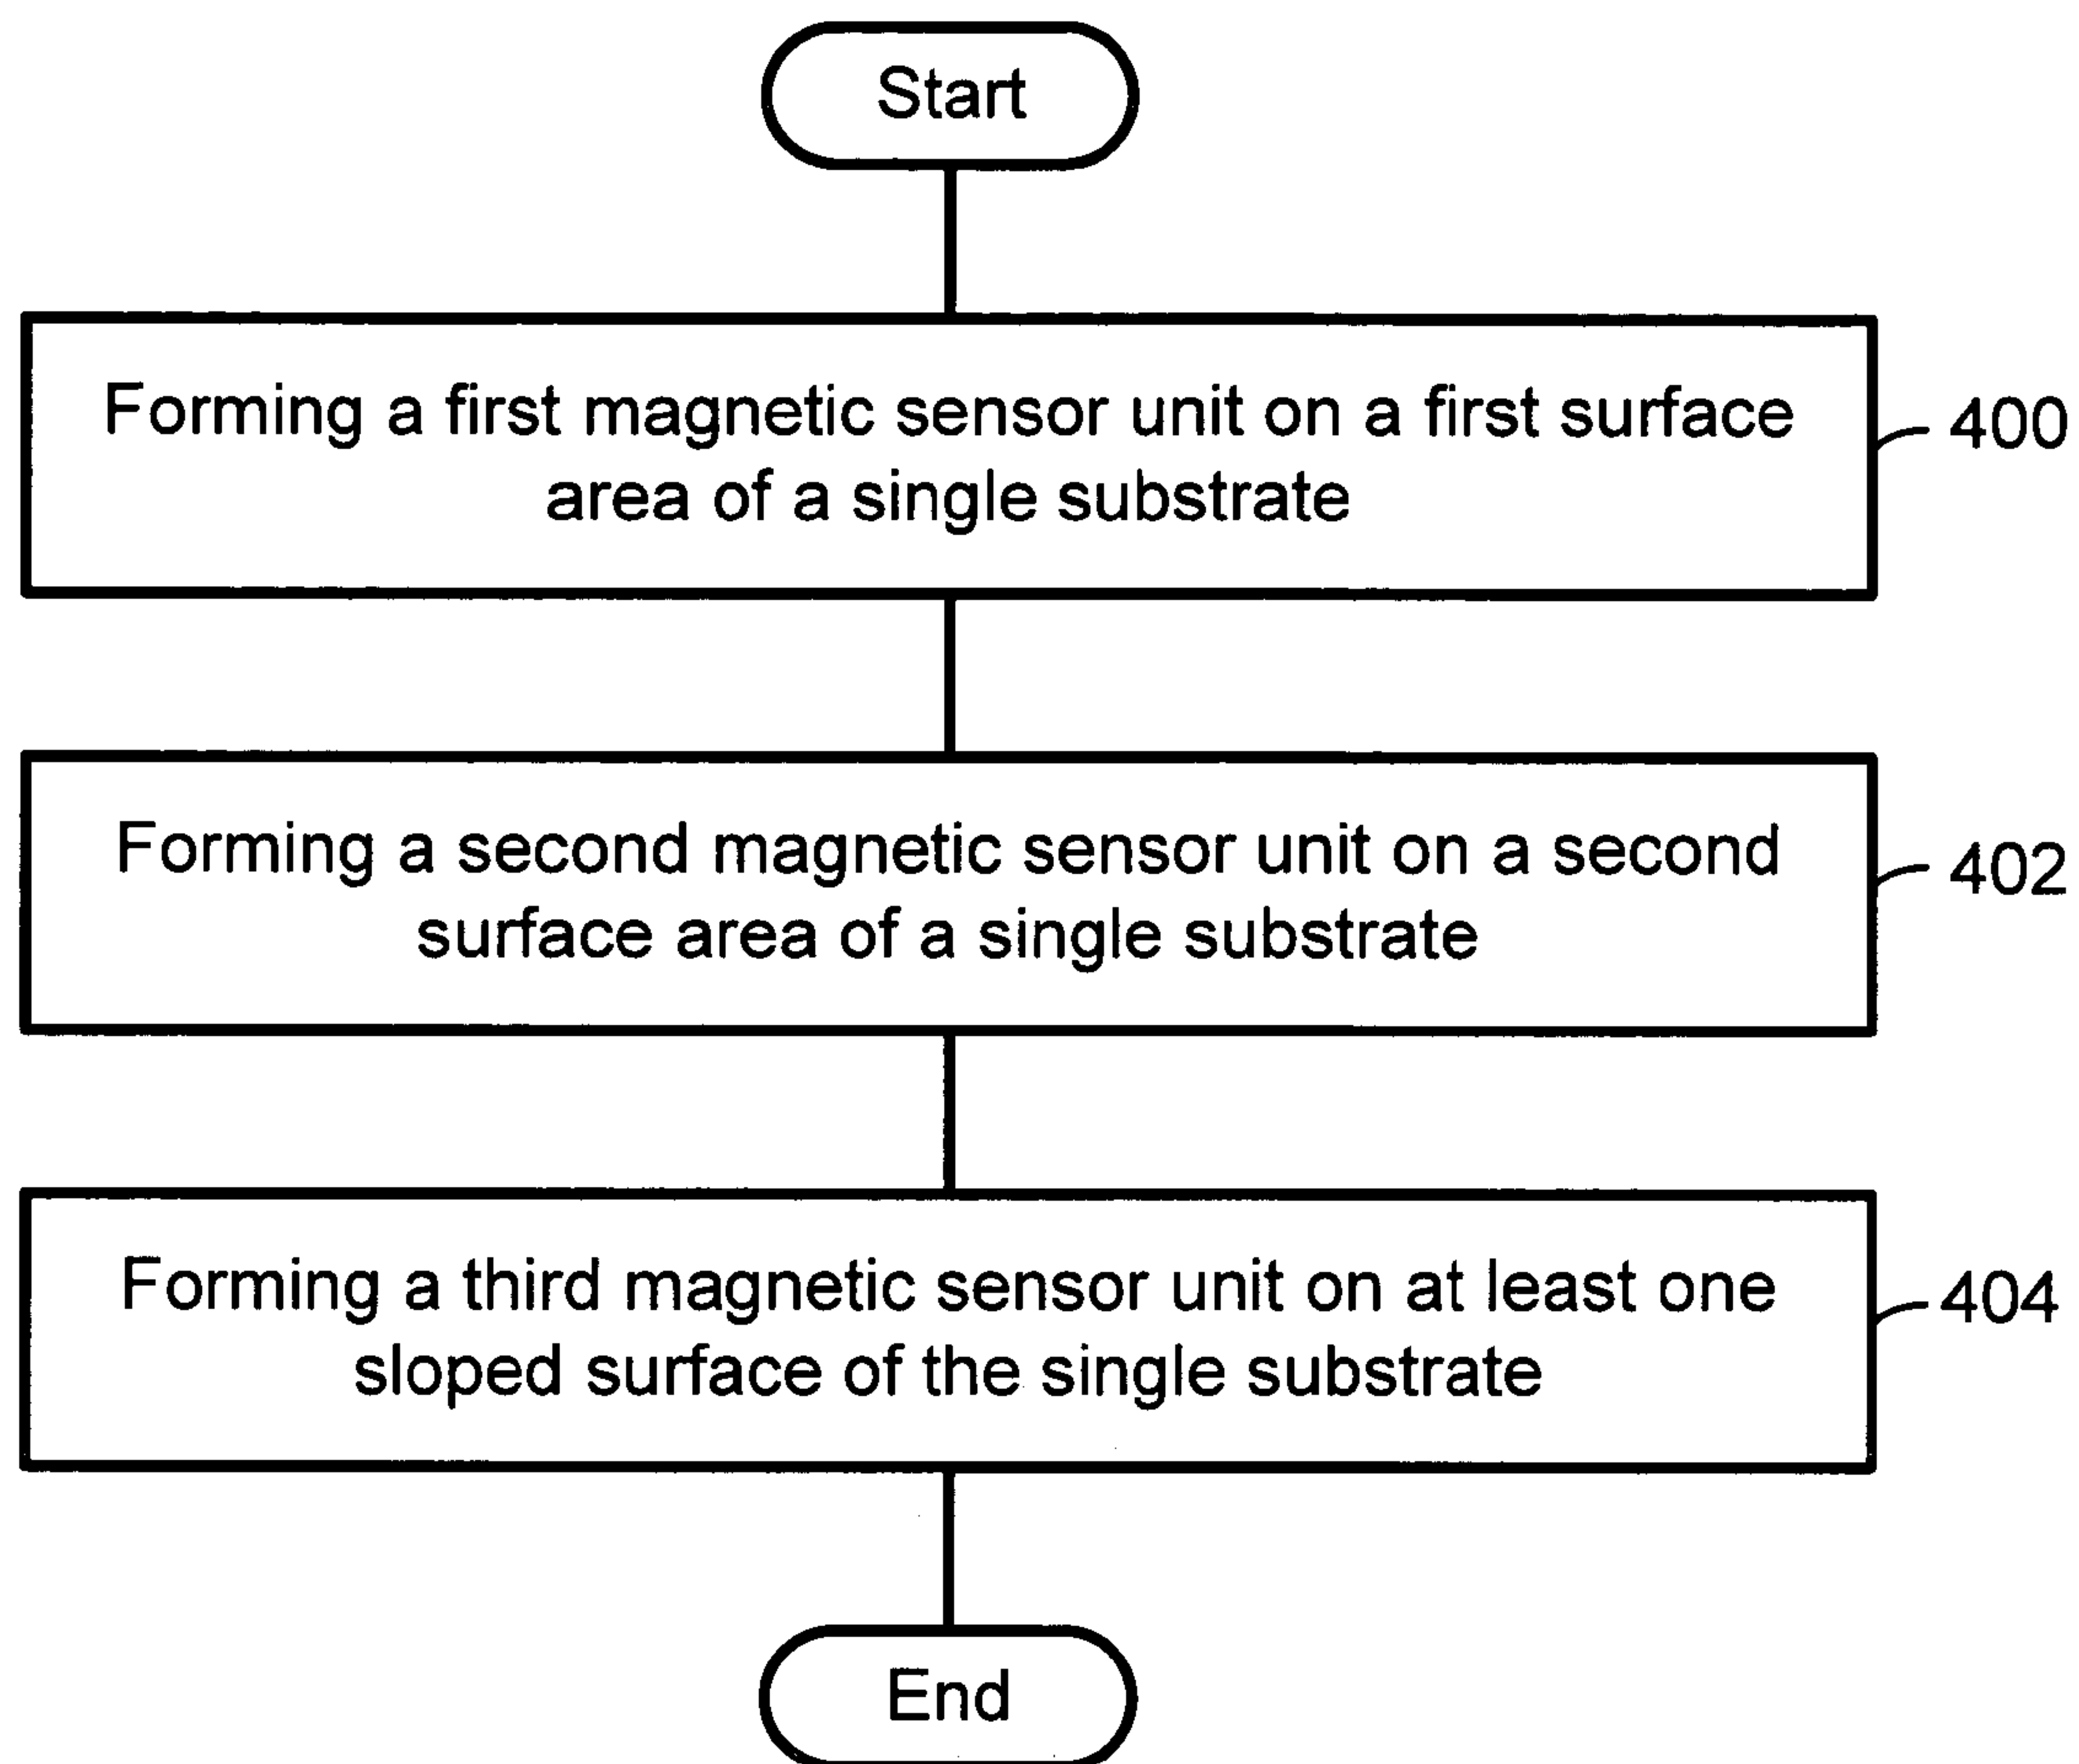 Start
Forming a first magnetic sensor unit on a first surface
area of a single substrate
400
Forming a second magnetic sensor unit on a second
surface area of a single substrate
402
Forming a third magnetic sensor unit on at least one
sloped surface of the single substrate
404
End